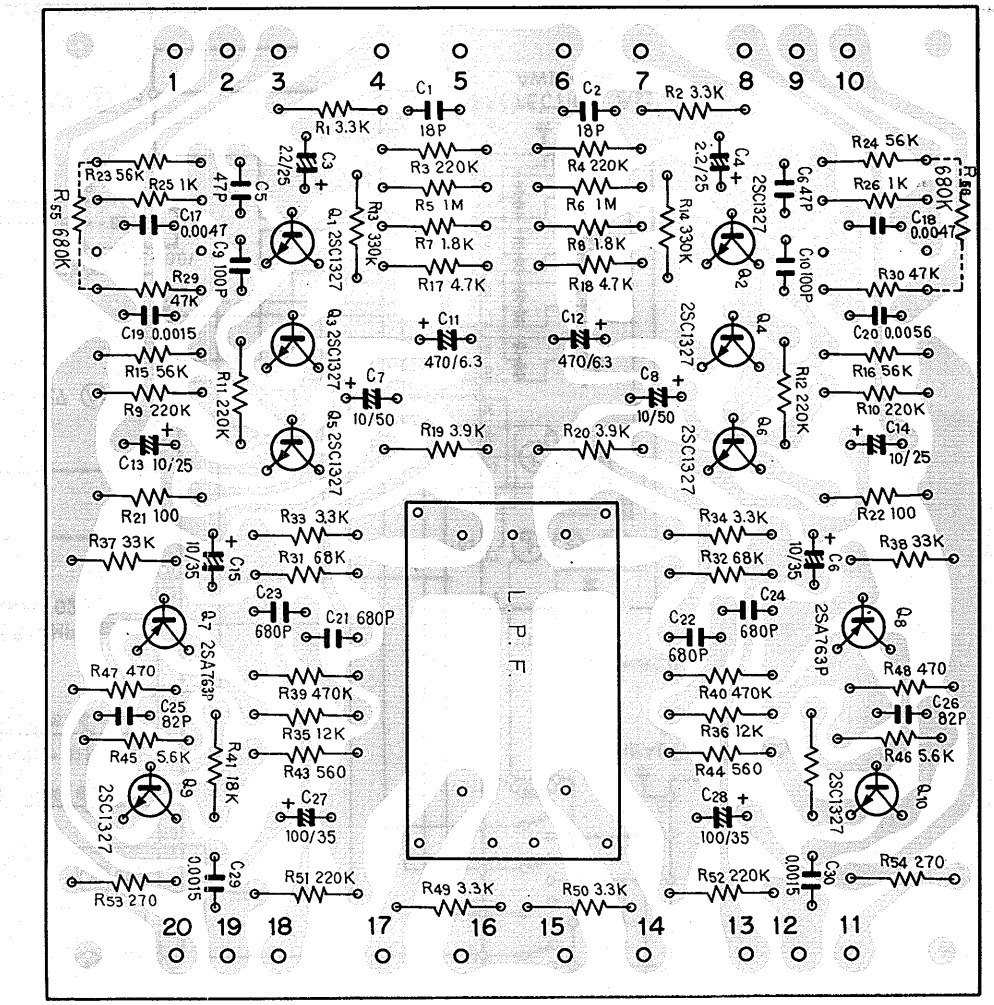 1 2 3 4 5 6 7 8 9 10
R1 3.3K
C1
18P
C2
18P
R2 3.3K
R23 56K
C3
2.2/25
+
R3 220K
R4 220K
C4
2.2/25
+
R24 56K
R55 680K
R25 1K
C5
47P
R13
330K
R5 1M
R6 1M
R14
330K
C6 47P
R26 1K
680K
C17
0.0047
Q1 2SC1327
R7 1.8K
R8 1.8K
2SC1327
Q2
C18
0.0047
C9 100P
R29
47K
R17 4.7K
R18 4.7K
C10 100P
R30 47K
C19 0.0015
Q3 2SC1327
+ C11
470/6.3
C12 +
470/6.3
Q4
2SC1327
C20 0.0056
R15 56K
R11 220K
R12 220K
R16 56K
R9 220K
+ C7
10/50
C8 +
10/50
R10 220K
+
C13 10/25
Q5 2SC1327
R19 3.9K
R20 3.9K
Q6
2SC1327
+ C14
10/25
R21 100
R22 100
R33 3.3K
R34 3.3K
R37 33K
+
C15
10/35
R31 68K
L.P.F.
R32 68K
+
10/35
R38 33K
C23
680P
C21 680P
C22
680P
C24
680P
Q7 2SA763P
Q8
2SA763P
R47 470
R39 470K
R40 470K
R48 470
C25
82P
R35 12K
R36 12K
C26
82P
R45 5.6K
R41 18K
R43 560
R44 560
R46 5.6K
Q9
2SC1327
+ C27
100/35
C28 +
100/35
2SC1327
Q10
R53 270
C29
0.0015
R51 220K
R49 3.3K
R50 3.3K
R52 220K
C30
0.0015
R54 270
20 19 18 17 16 15 14 13 12 11